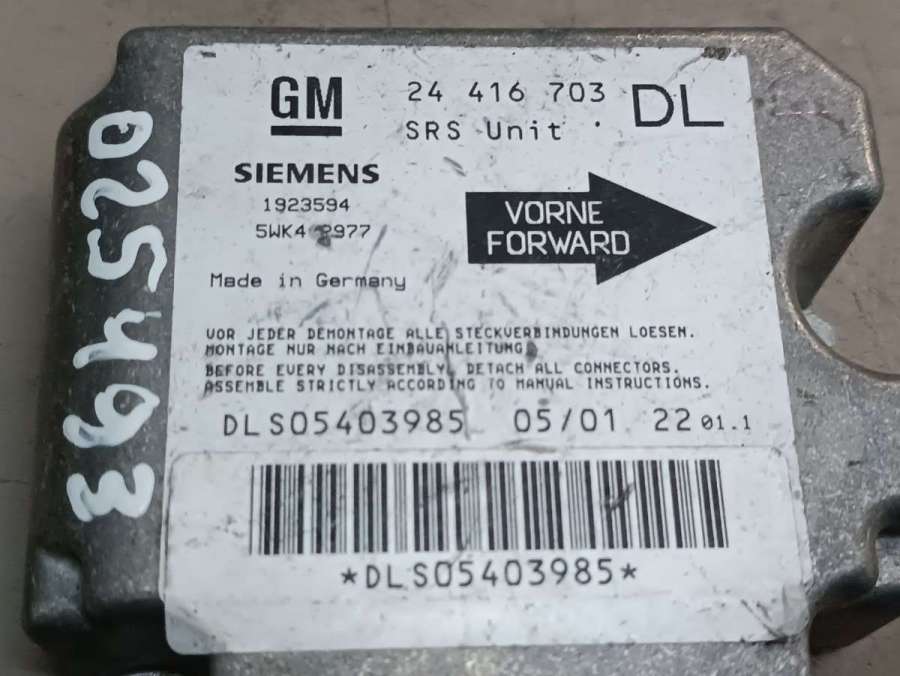 GM
24 416 703 DL
SRS Unit
SIEMENS
1923594
5WK4 2977
VORNE
FORWARD
Made in Germany
VOR JEDER DEMONTAGE ALLE STECKVERBINDUNGEN LOESEN.
MONTAGE NUR NACH EINBAUANLEITUNG
BEFORE EVERY DISASSEMBLY, DETACH ALL CONNECTORS.
ASSEMBLE STRICTLY ACCORDING TO MANUAL INSTRUCTIONS.
DLS05403985 05/01 22 01.1
*DLS05403985*
025493